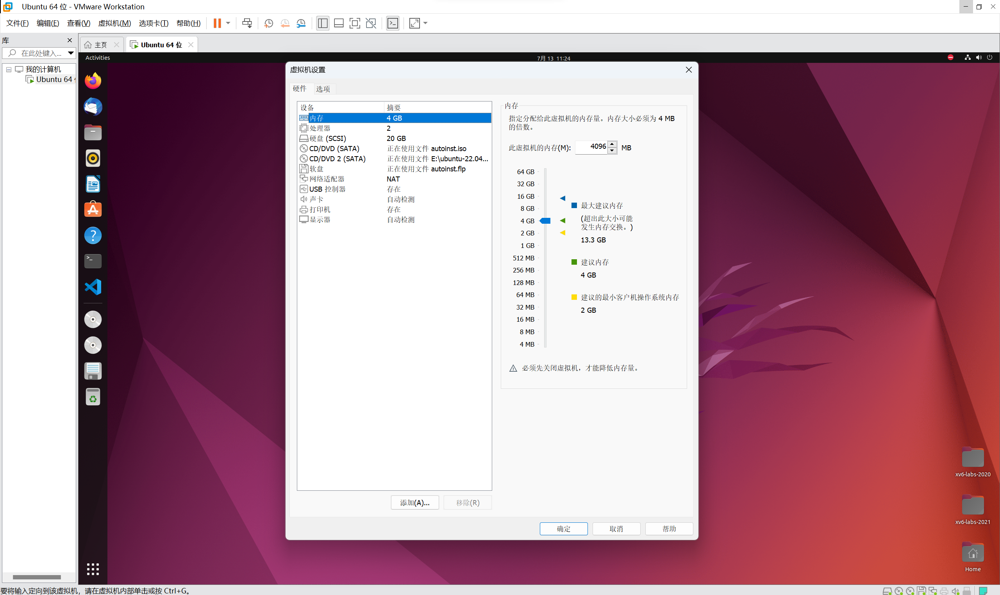 Ubuntu 64 位 - VMware Workstation
文件(F) 编辑(E) 查看(V) 虚拟机(M) 选项卡(T) 帮助(H)
库
在此处键入...
我的计算机
Ubuntu 64
主页
Ubuntu 64 位
Activities
7月 13 11:24
虚拟机设置
硬件 选项
设备 摘要
内存 4 GB
处理器 2
硬盘 (SCSI) 20 GB
CD/DVD (SATA) 正在使用文件 autoinst.iso
CD/DVD 2 (SATA) 正在使用文件 E:\ubuntu-22.04...
软盘 正在使用文件 autoinst.flp
网络适配器 NAT
USB 控制器 存在
声卡 自动检测
打印机 存在
显示器 自动检测
添加(A)... 移除(R)
内存
指定分配给此虚拟机的内存量。内存大小必须为 4 MB
的倍数。
此虚拟机的内存(M): 4096 MB
64 GB
32 GB
16 GB
8 GB
4 GB
2 GB
1 GB
512 MB
256 MB
128 MB
64 MB
32 MB
16 MB
8 MB
4 MB
最大建议内存
(超出此大小可能
发生内存交换。)
13.3 GB
建议内存
4 GB
建议的最小客户机操作系统内存
2 GB
必须先关闭虚拟机，才能降低内存量。
确定 取消 帮助
xv6-labs-2020
xv6-labs-2021
Home
要将输入定向到该虚拟机，请在虚拟机内部单击或按 Ctrl+G。